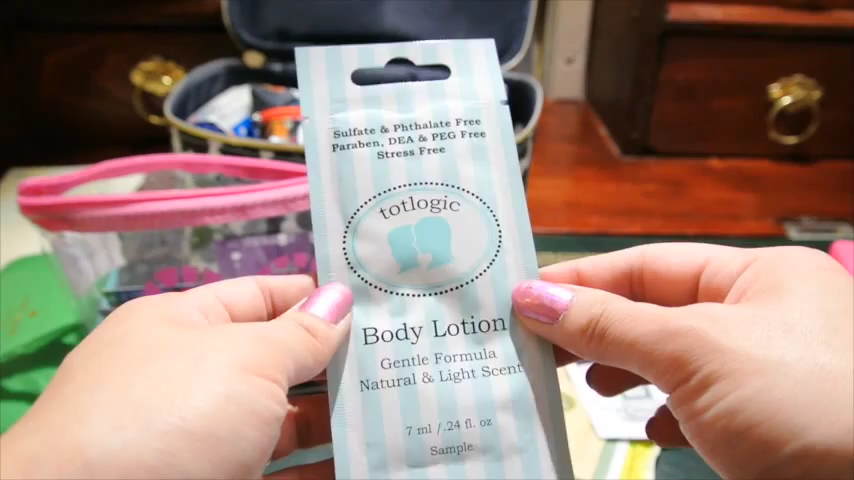 Sulfate & Phthalate Free
Paraben, DEA & PEG Free
Stress Free
totlogic
Body Lotion
Gentle Formula
Natural & Light Scent
7 ml /.24 fl. oz
Sample